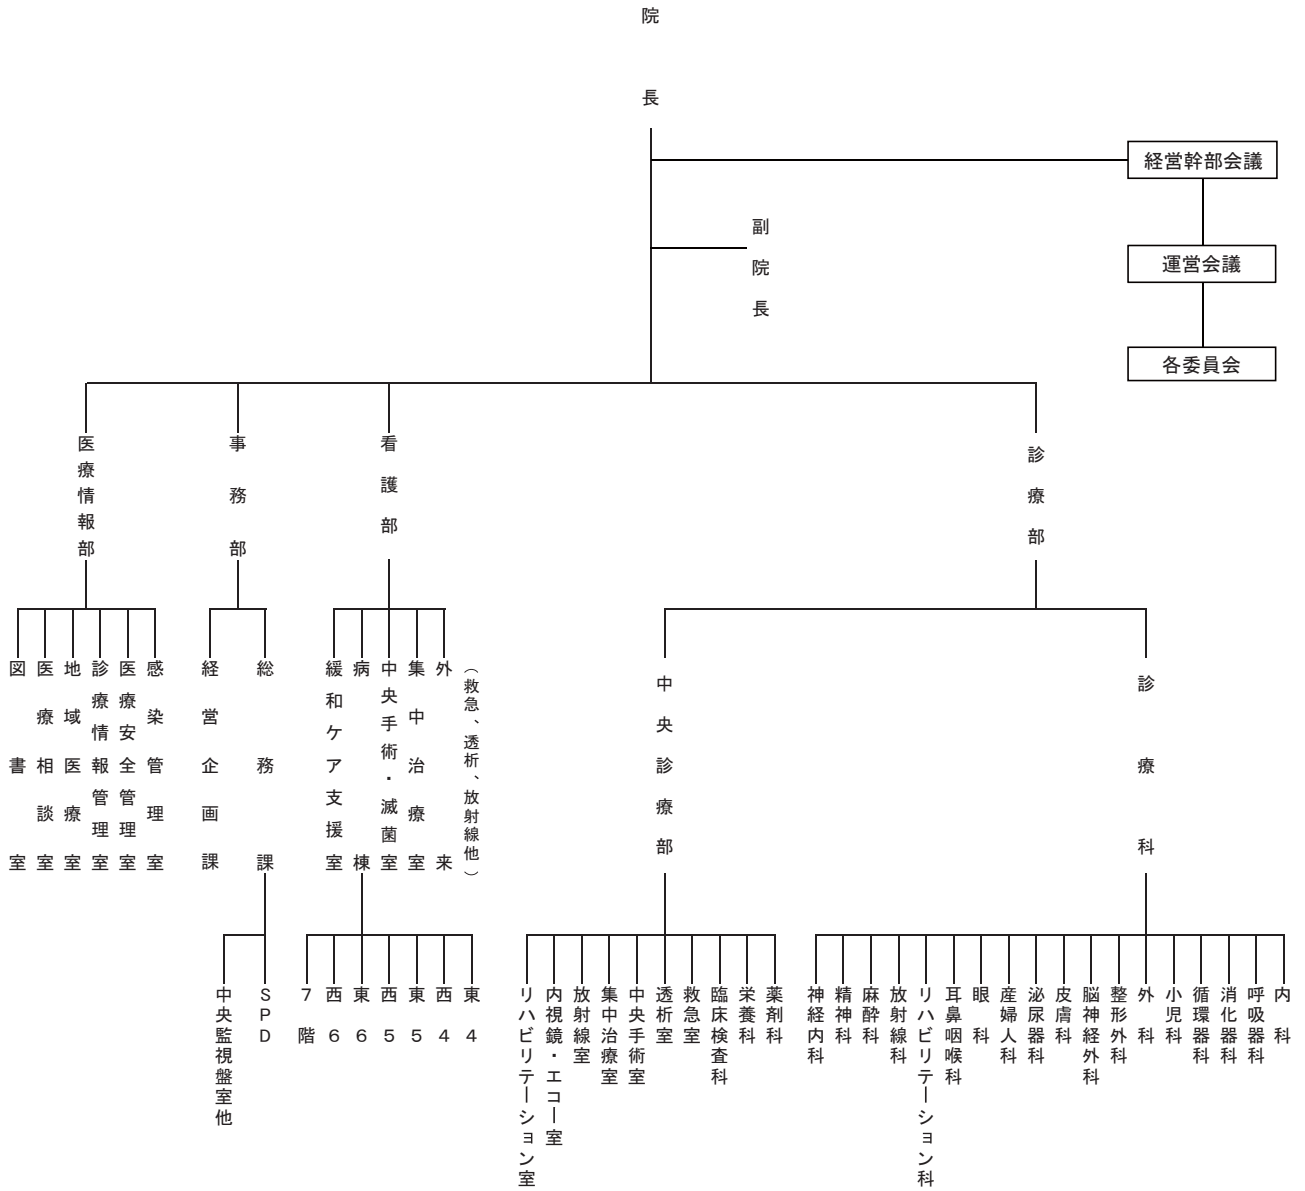 院長
経営幹部会議
副院長
運営会議
各委員会
医療情報部
事務部
看護部
診療部
図書室
医療相談室
地域医療室
診療情報管理室
医療安全管理室
感染管理室
経営企画課
総務課
緩和ケア支援室
病棟
中央手術・滅菌室
集中治療室
外来
（救急、透析、放射線他）
中央診療部
診療科
中央監視盤室他
SPD
7階
西6
東6
西5
東5
西4
東4
リハビリテーション室
内視鏡・エコー室
放射線室
集中治療室
中央手術室
透析室
救急室
臨床検査科
栄養科
薬剤科
神経内科
精神科
麻酔科
放射線科
リハビリテーション科
耳鼻咽喉科
眼科
産婦人科
泌尿器科
皮膚科
脳神経外科
整形外科
外科
小児科
循環器科
消化器科
呼吸器科
内科